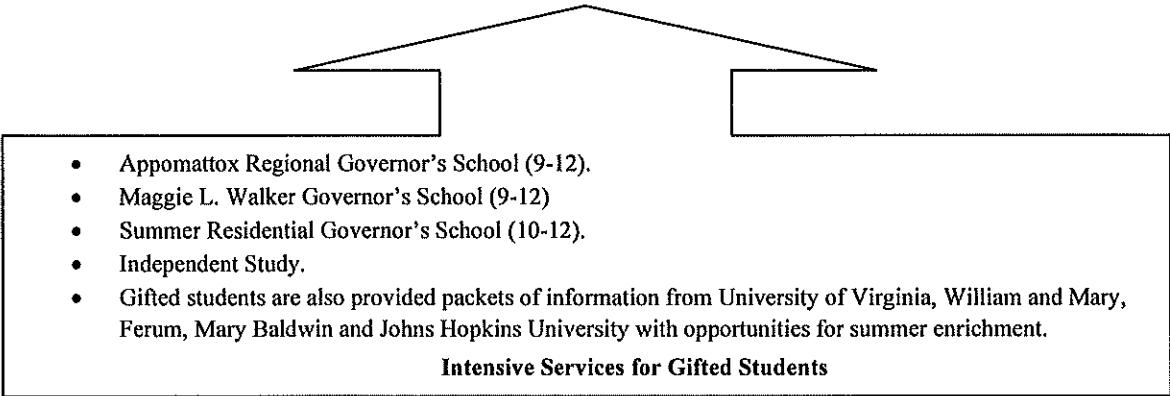 • Appomattox Regional Governor's School (9-12).
• Maggie L. Walker Governor's School (9-12)
• Summer Residential Governor's School (10-12).
• Independent Study.
• Gifted students are also provided packets of information from University of Virginia, William and Mary,
Ferum, Mary Baldwin and Johns Hopkins University with opportunities for summer enrichment.
Intensive Services for Gifted Students